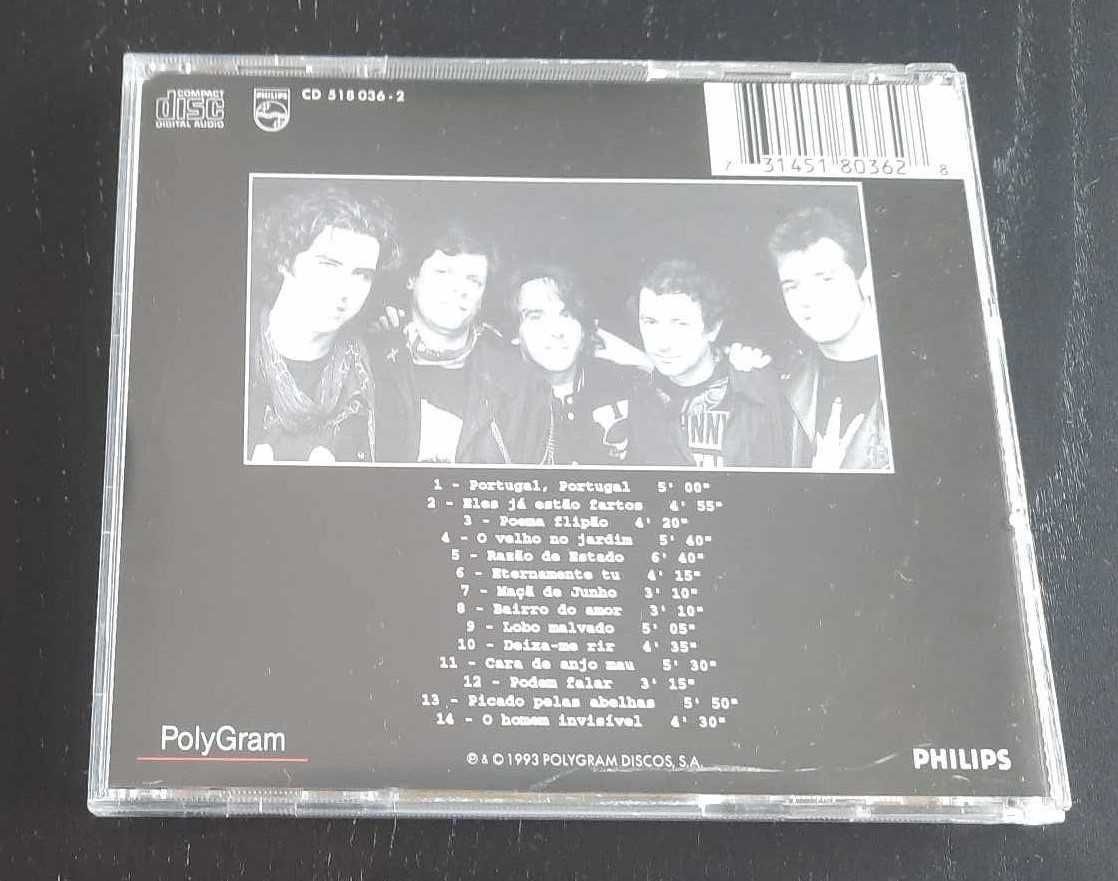 COMPACT
disc
DIGITAL AUDIO
PHILIPS
CD 518 036-2
7 31451 80362 8
NNY
1 - Portugal, Portugal 5' 00"
2 - Eles já estão fartos 4' 55"
3 - Poema flipão 4' 20"
4 - O velho no jardim 5' 40"
5 - Razão de Estado 6' 40"
6 - Eternamente tu 4' 15"
7 - Maçã de Junho 3' 10"
8 - Bairro do amor 3' 10"
9 - Lobo malvado 5' 05"
10 - Deixa-me rir 4' 35"
11 - Cara de anjo mau 5' 30"
12 - Podem falar 3' 15"
13 - Picado pelas abelhas 5' 50"
14 - O homem invisível 4' 30"
PolyGram
℗ & © 1993 POLYGRAM DISCOS, S.A.
PHILIPS